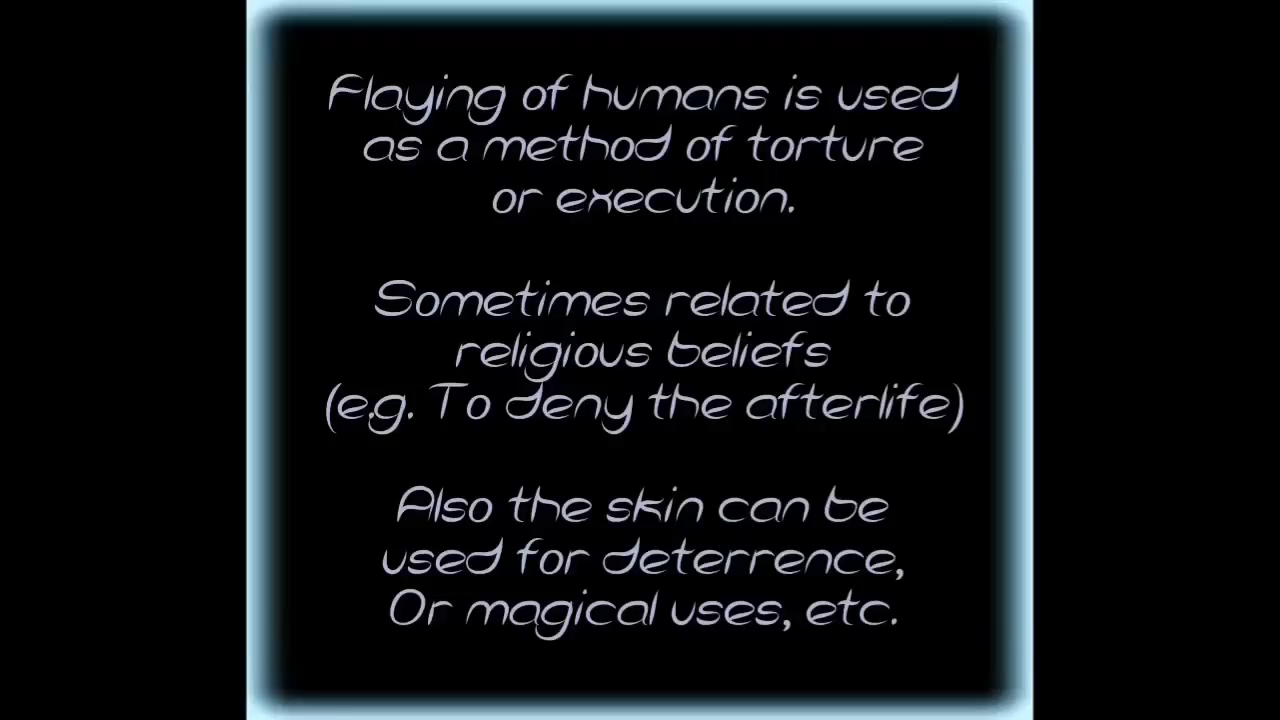 Flaying of humans is used
as a method of torture
or execution.
Sometimes related to
religious beliefs
(e.g. To deny the afterlife)
Also the skin can be
used for deterrence,
Or magical uses, etc.